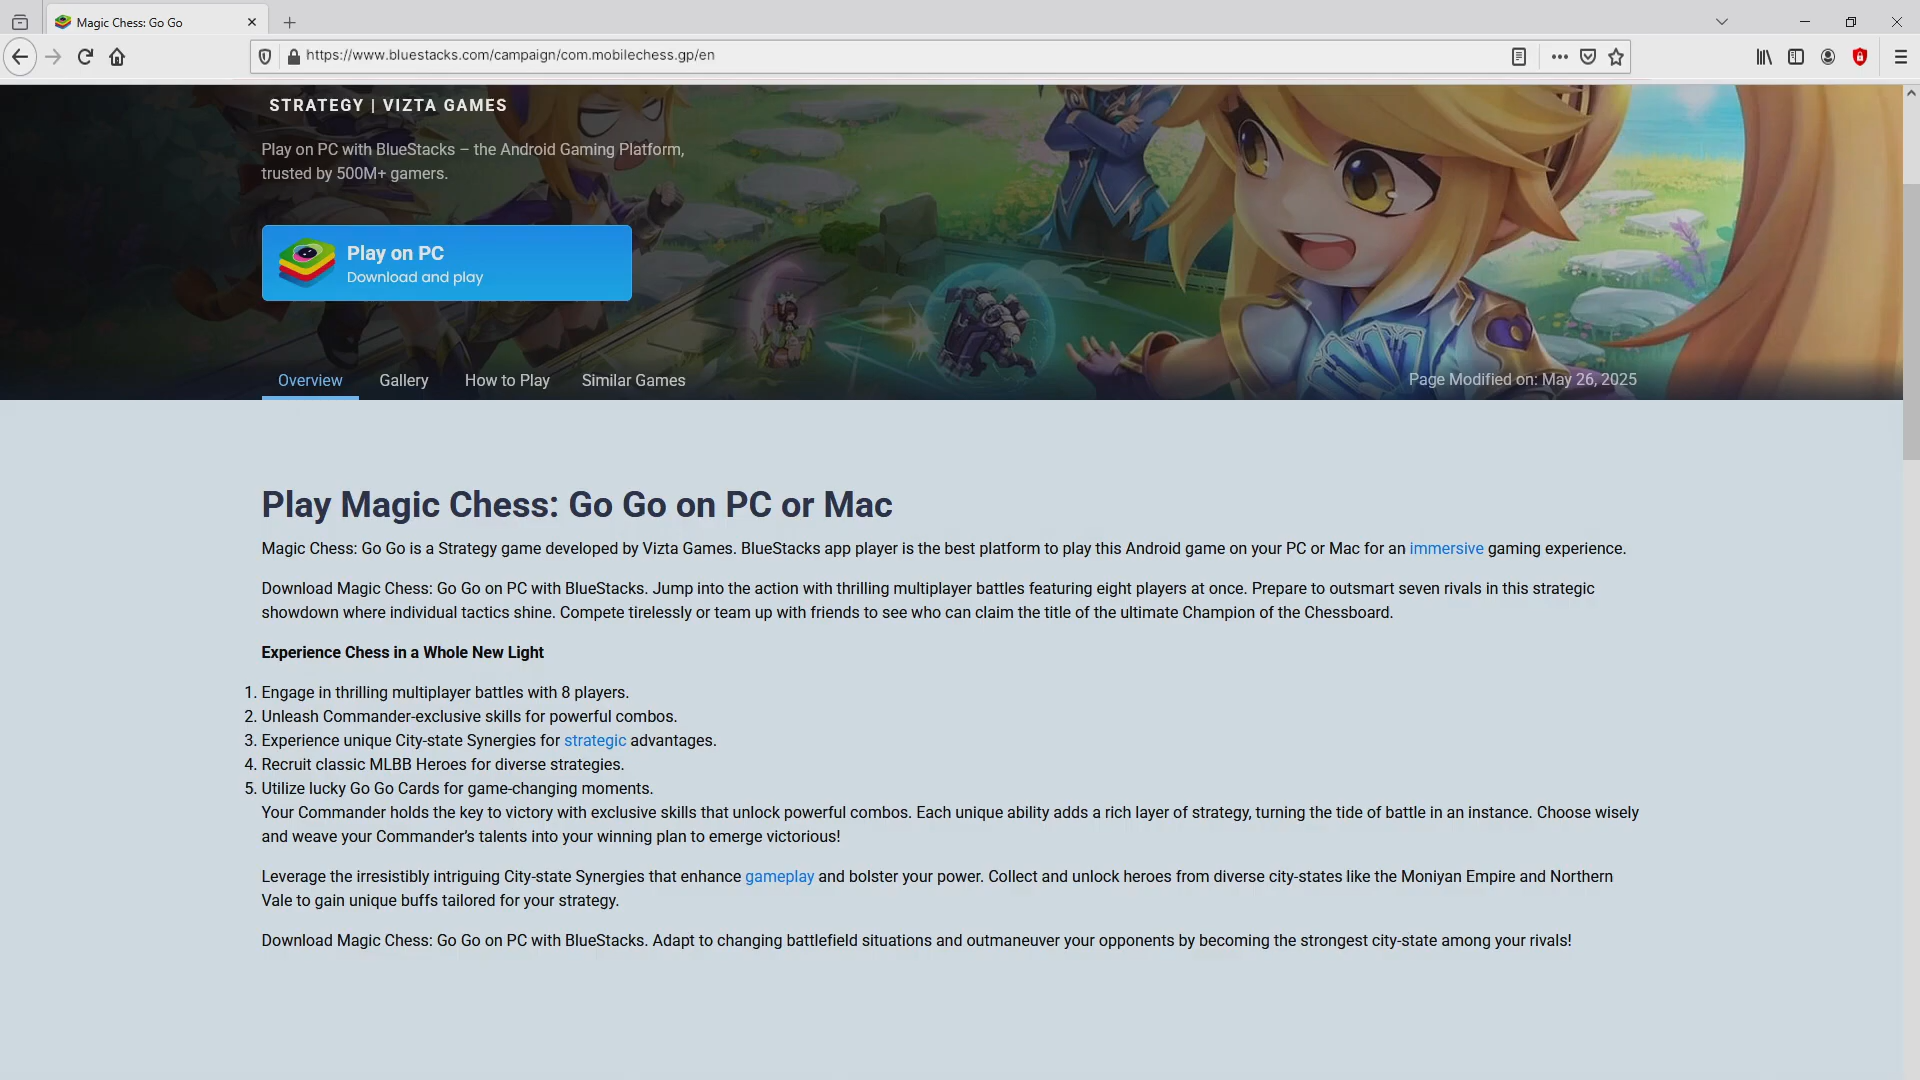 Magic Chess: Go Go
https://www.bluestacks.com/campaign/com.mobilechess.gp/en
STRATEGY | VIZTA GAMES
Play on PC with BlueStacks – the Android Gaming Platform,
trusted by 500M+ gamers.
Play on PC
Download and play
Overview Gallery How to Play Similar Games Page Modified on: May 26, 2025
Play Magic Chess: Go Go on PC or Mac
Magic Chess: Go Go is a Strategy game developed by Vizta Games. BlueStacks app player is the best platform to play this Android game on your PC or Mac for an immersive gaming experience.
Download Magic Chess: Go Go on PC with BlueStacks. Jump into the action with thrilling multiplayer battles featuring eight players at once. Prepare to outsmart seven rivals in this strategic
showdown where individual tactics shine. Compete tirelessly or team up with friends to see who can claim the title of the ultimate Champion of the Chessboard.
Experience Chess in a Whole New Light
1. Engage in thrilling multiplayer battles with 8 players.
2. Unleash Commander-exclusive skills for powerful combos.
3. Experience unique City-state Synergies for strategic advantages.
4. Recruit classic MLBB Heroes for diverse strategies.
5. Utilize lucky Go Go Cards for game-changing moments.
Your Commander holds the key to victory with exclusive skills that unlock powerful combos. Each unique ability adds a rich layer of strategy, turning the tide of battle in an instance. Choose wisely
and weave your Commander’s talents into your winning plan to emerge victorious!
Leverage the irresistibly intriguing City-state Synergies that enhance gameplay and bolster your power. Collect and unlock heroes from diverse city-states like the Moniyan Empire and Northern
Vale to gain unique buffs tailored for your strategy.
Download Magic Chess: Go Go on PC with BlueStacks. Adapt to changing battlefield situations and outmaneuver your opponents by becoming the strongest city-state among your rivals!